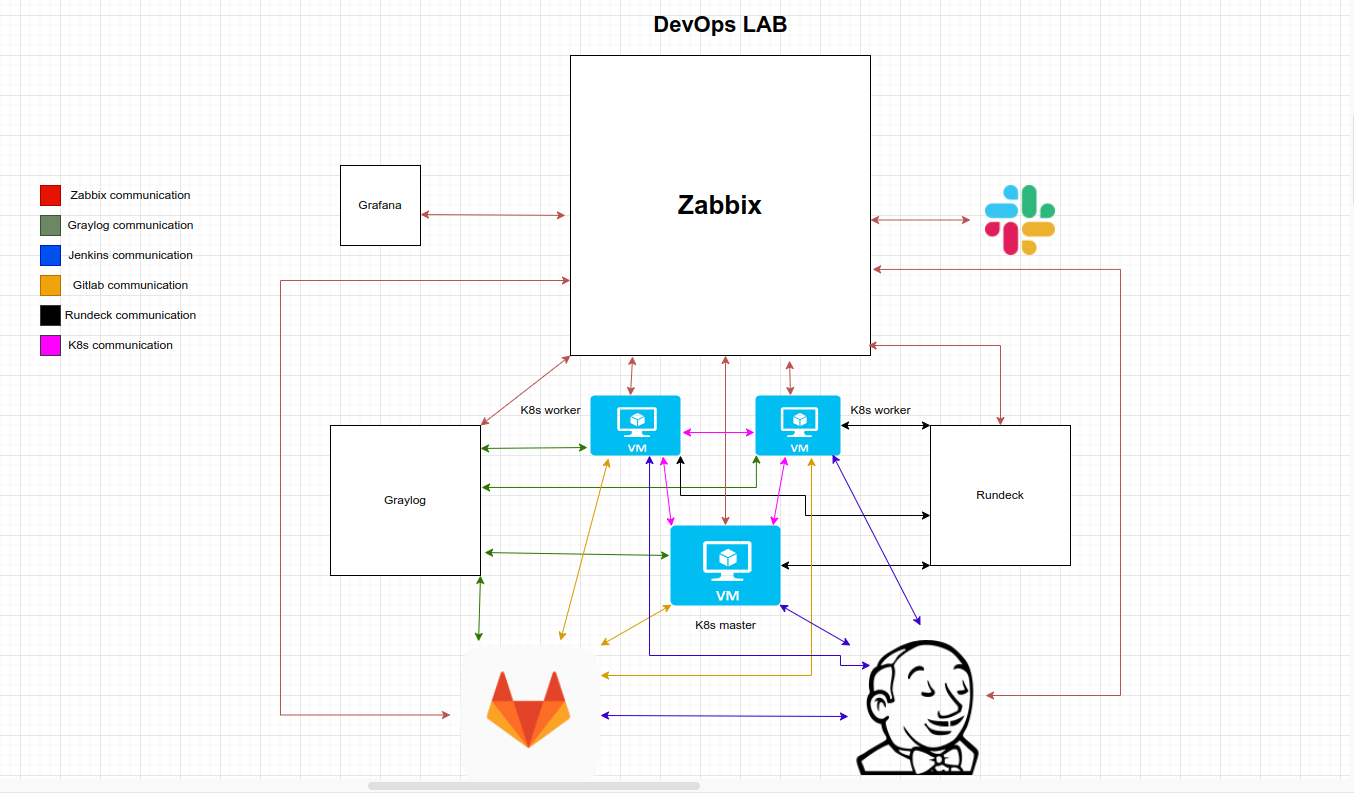 DevOps LAB
Zabbix
Grafana
Zabbix communication
Graylog communication
Jenkins communication
Gitlab communication
Rundeck communication
K8s communication
K8s worker
VM
VM
K8s worker
Graylog
Rundeck
VM
K8s master